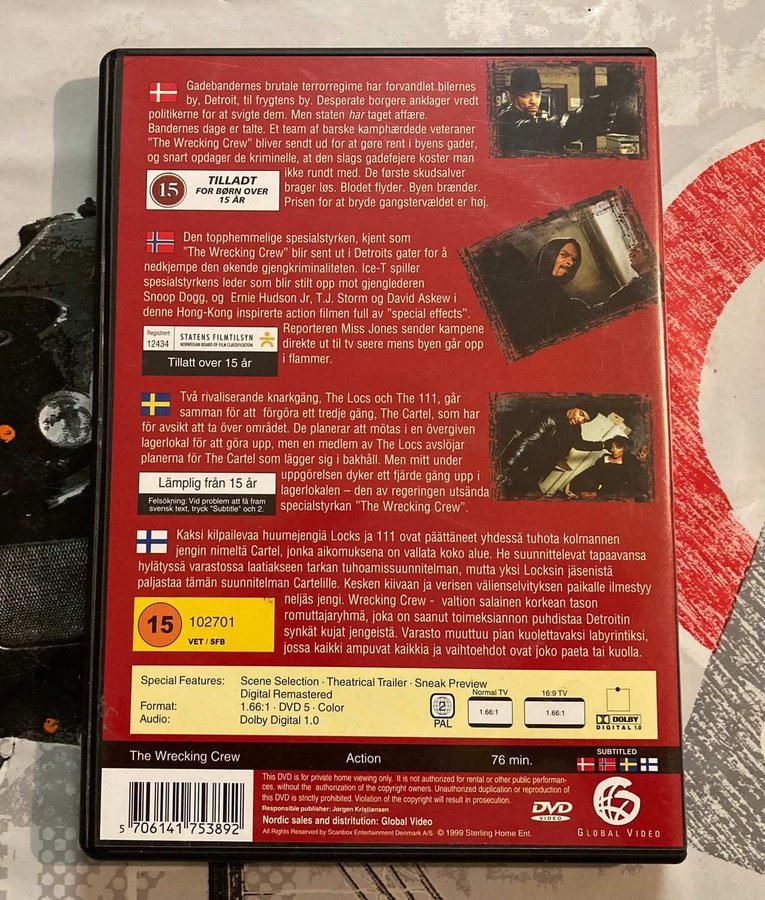 Gadebandernes brutale terrorregime har forvandlet bilernes
by, Detroit, til frygtens by. Desperate borgere anklager vredt
politikerne for at svigte dem. Men staten har taget affære.
Bandernes dage er talte. Et team af barske kamphærdede veteraner
"The Wrecking Crew" bliver sendt ud for at gøre rent i byens gader,
og snart opdager de kriminelle, at den slags gadefejere koster man
ikke rundt med. De første skudsalver
brager løs. Blodet flyder. Byen brænder.
Prisen for at bryde gangstervældet er høj.
15
TILLADT
FOR BØRN OVER
15 ÅR
Den topphemmelige spesialstyrken, kjent som
"The Wrecking Crew" blir sent ut i Detroits gater for å
nedkjempe den økende gjengkriminaliteten. Ice-T spiller
spesialstyrkens leder som blir stilt opp mot gjenglederen
Snoop Dogg, og Ernie Hudson Jr, T.J. Storm og David Askew i
denne Hong-Kong inspirerte action filmen full av "special effects".
Reporteren Miss Jones sender kampene
direkte ut til tv seere mens byen går opp
i flammer.
Registrert:
12434
STATENS FILMTILSYN
NORWEGIAN BOARD OF FILM CLASSIFICATION
Tillatt over 15 år
Två rivaliserande knarkgäng, The Locs och The 111, går
samman för att förgöra ett tredje gäng, The Cartel, som har
för avsikt att ta över området. De planerar att mötas i en övergiven
lagerlokal för att göra upp, men en medlem av The Locs avslöjar
planerna för The Cartel som lägger sig i bakhåll. Men mitt under
uppgörelsen dyker ett fjärde gäng upp i
lagerlokalen – den av regeringen utsända
specialstyrkan "The Wrecking Crew".
Lämplig från 15 år
Felsökning: Vid problem att få fram
svensk text, tryck "Subtitle" och 2.
Kaksi kilpailevaa huumejengiä Locks ja 111 ovat päättäneet yhdessä tuhota kolmannen
jengin nimeltä Cartel, jonka aikomuksena on vallata koko alue. He suunnittelevat tapaavansa
hylätyssä varastossa laatiakseen tarkan tuhoamissuunnitelman, mutta yksi Locksin jäsenistä
paljastaa tämän suunnitelman Cartelille. Kesken kiivaan ja verisen välienselvityksen paikalle ilmestyy
neljäs jengi. Wrecking Crew - valtion salainen korkean tason
romuttajaryhmä, joka on saanut toimeksiannon puhdistaa Detroitin
synkät kujat jengeistä. Varasto muuttuu pian kuolettavaksi labyrintiksi,
jossa kaikki ampuvat kaikkia ja vaihtoehdot ovat joko paeta tai kuolla.
15
102701
VET / SFB
Special Features: Scene Selection · Theatrical Trailer · Sneak Preview
Digital Remastered
Format: 1.66:1 · DVD 5 · Color
Audio: Dolby Digital 1.0
2
PAL
Normal TV
1.66:1
16:9 TV
1.66:1
DOLBY
DIGITAL 1.0
The Wrecking Crew Action 76 min.
SUBTITLED
5 706141 753892
This DVD is for private home viewing only. It is not authorized for rental or other public performan-
ces, without the authorization of the copyright owners. Unauthorized duplication or reproduction of
this DVD is strictly prohibited. Violation of the copyright will result in prosecution.
Responsible publisher: Jørgen Kristiansen
Nordic sales and distritution: Global Video
All Rights Reserved by Scanbox Entertainment Denmark A/S © 1999 Sterling Home Ent.
DVD
VIDEO
GLOBAL VIDEO